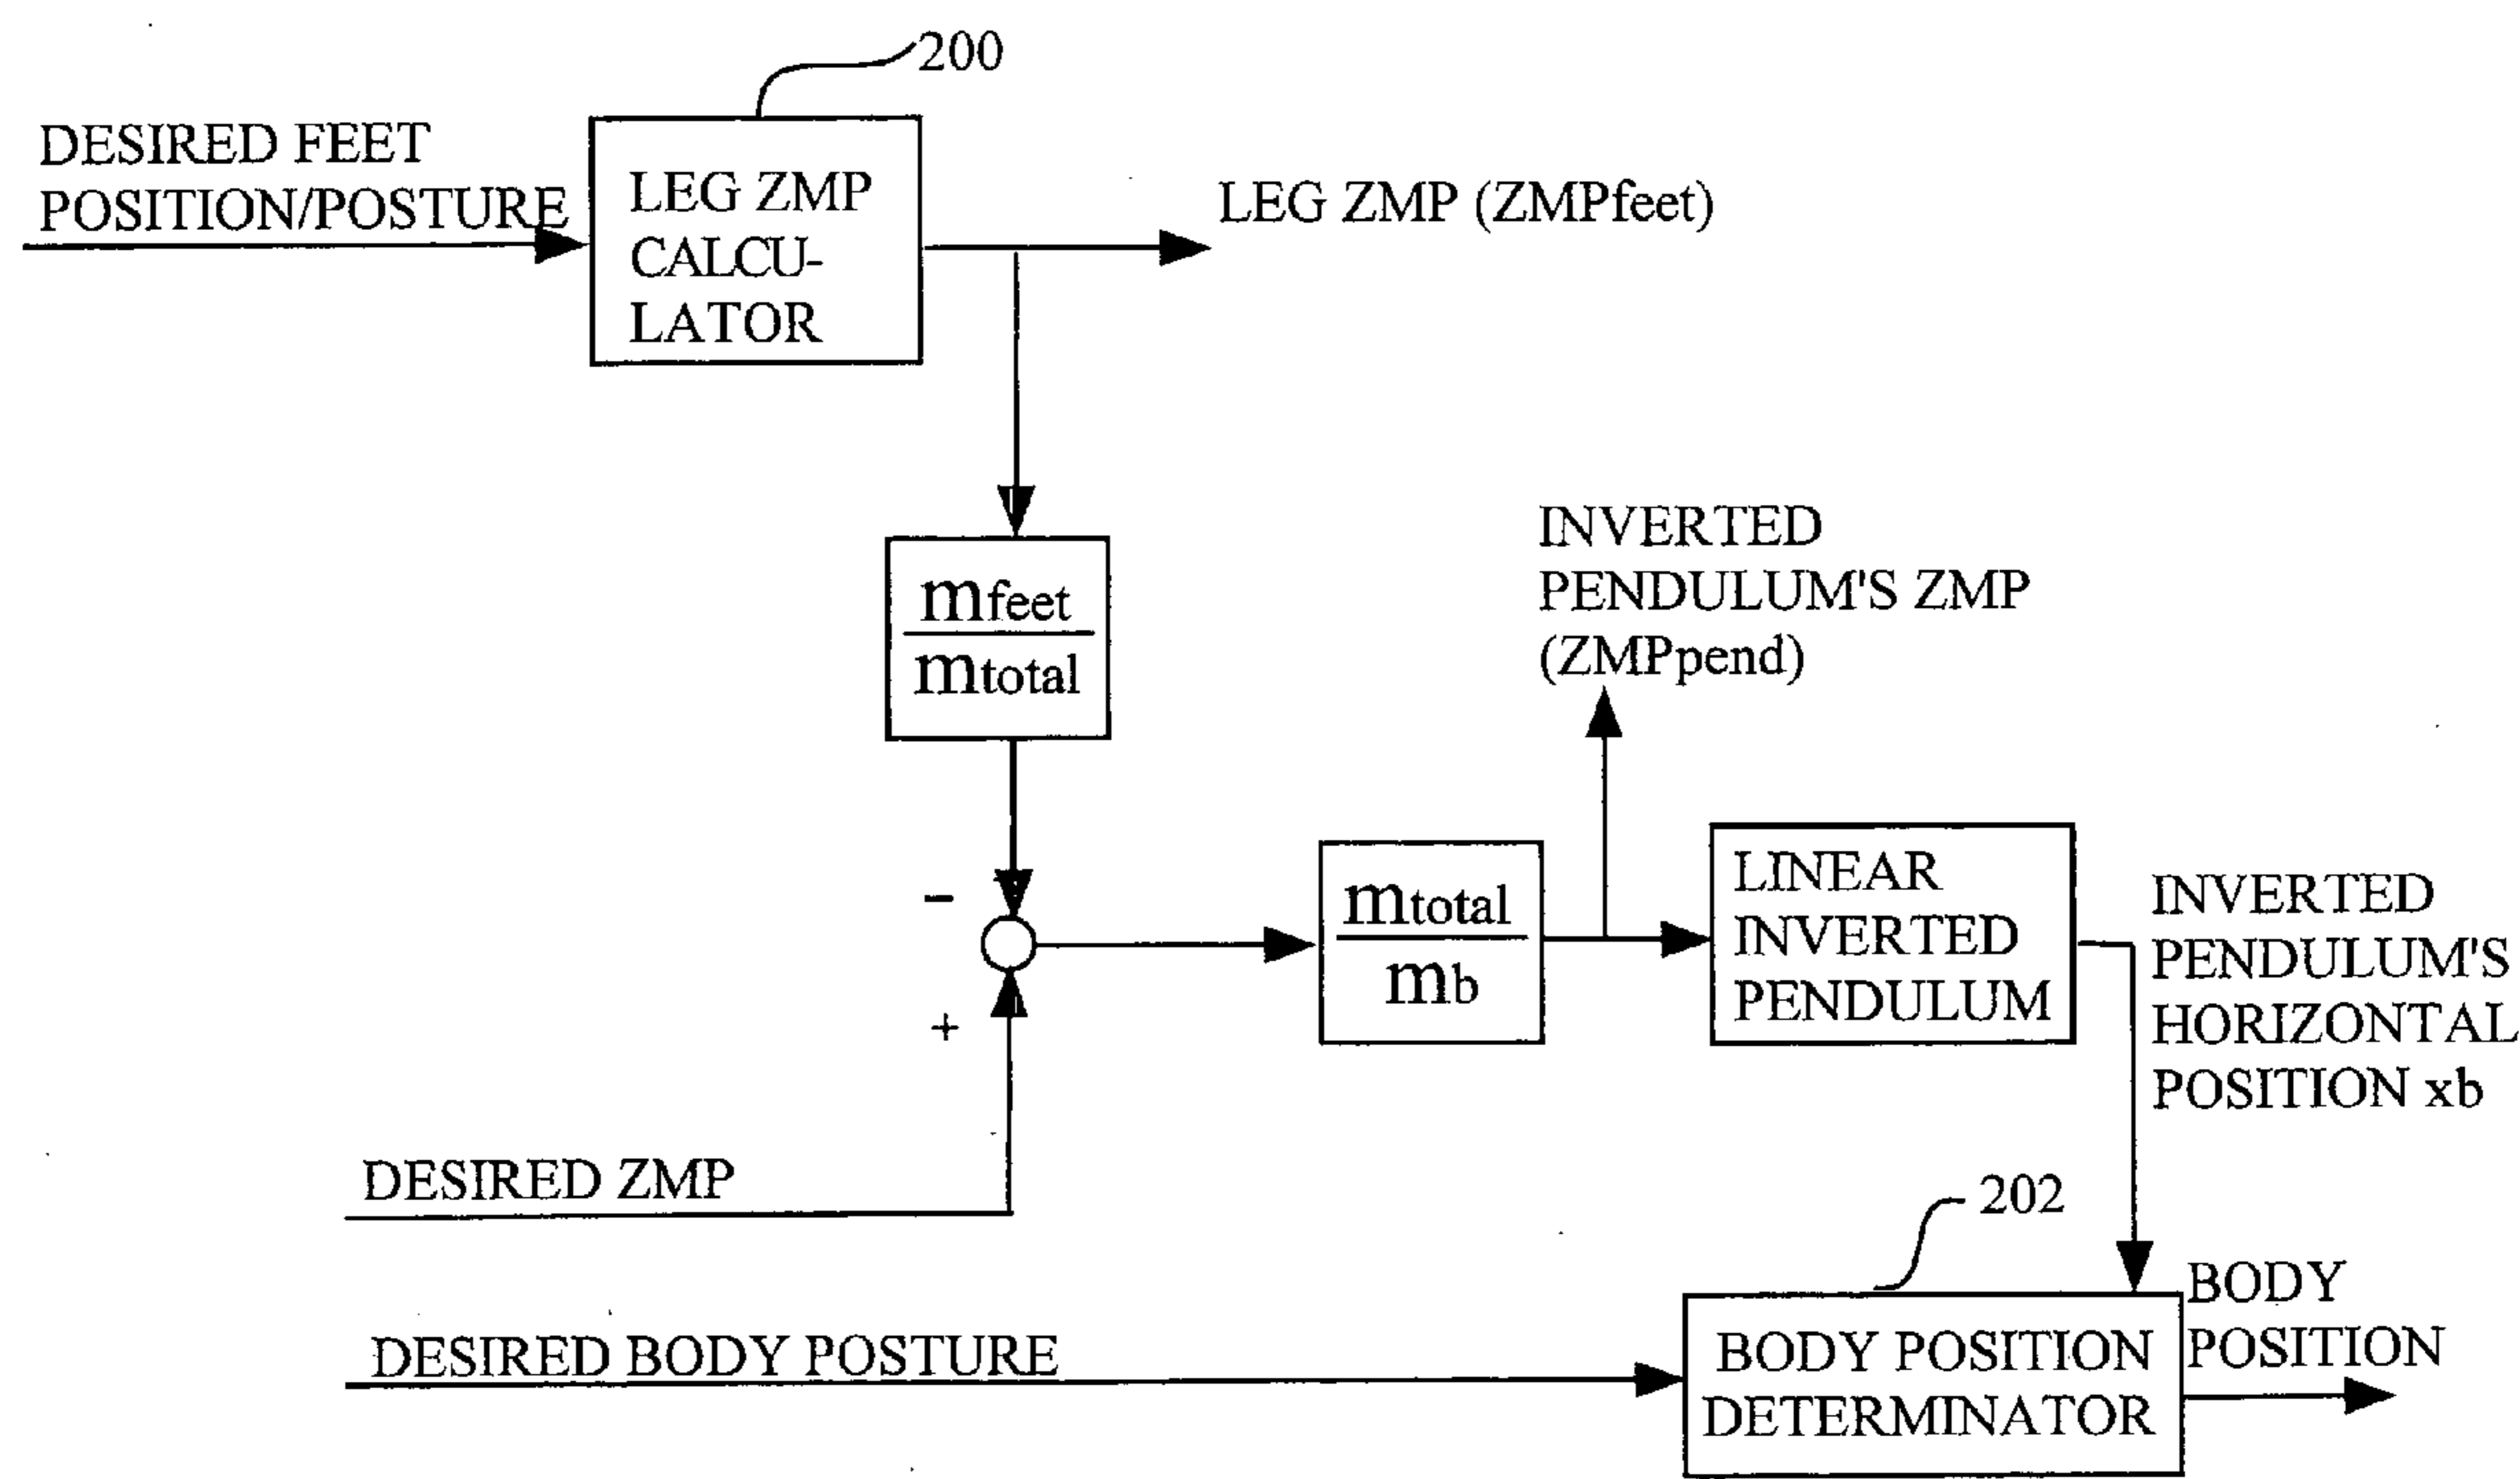 200
DESIRED FEET
POSITION/POSTURE
LEG ZMP
CALCU-
LATOR
LEG ZMP (ZMPfeet)
mfeet
mtotal
INVERTED
PENDULUM'S ZMP
(ZMPpend)
-
+
mtotal
mb
LINEAR
INVERTED
PENDULUM
INVERTED
PENDULUM'S
HORIZONTAL
POSITION xb
DESIRED ZMP
202
DESIRED BODY POSTURE
BODY POSITION
DETERMINATOR
BODY
POSITION